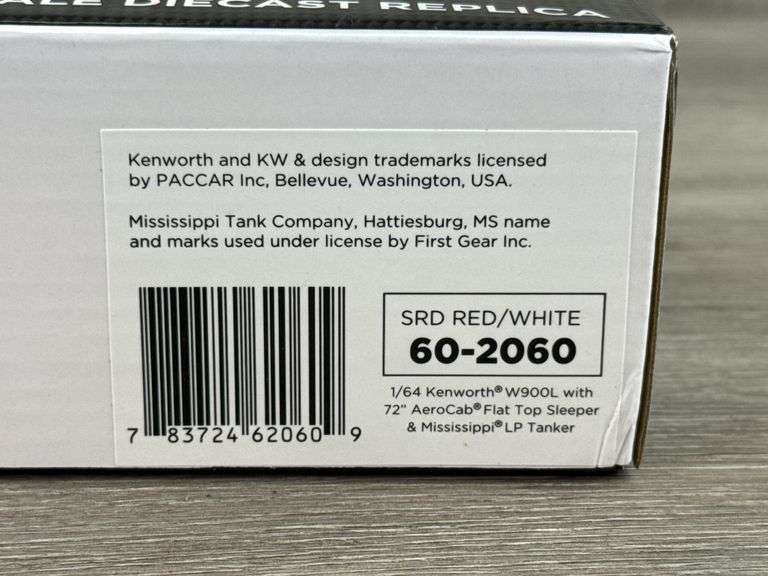 DIECAST REPLICA
Kenworth and KW & design trademarks licensed
by PACCAR Inc, Bellevue, Washington, USA.
Mississippi Tank Company, Hattiesburg, MS name
and marks used under license by First Gear Inc.
SRD RED/WHITE
60-2060
1/64 Kenworth® W900L with
72” AeroCab® Flat Top Sleeper
& Mississippi® LP Tanker
7 83724 62060 9